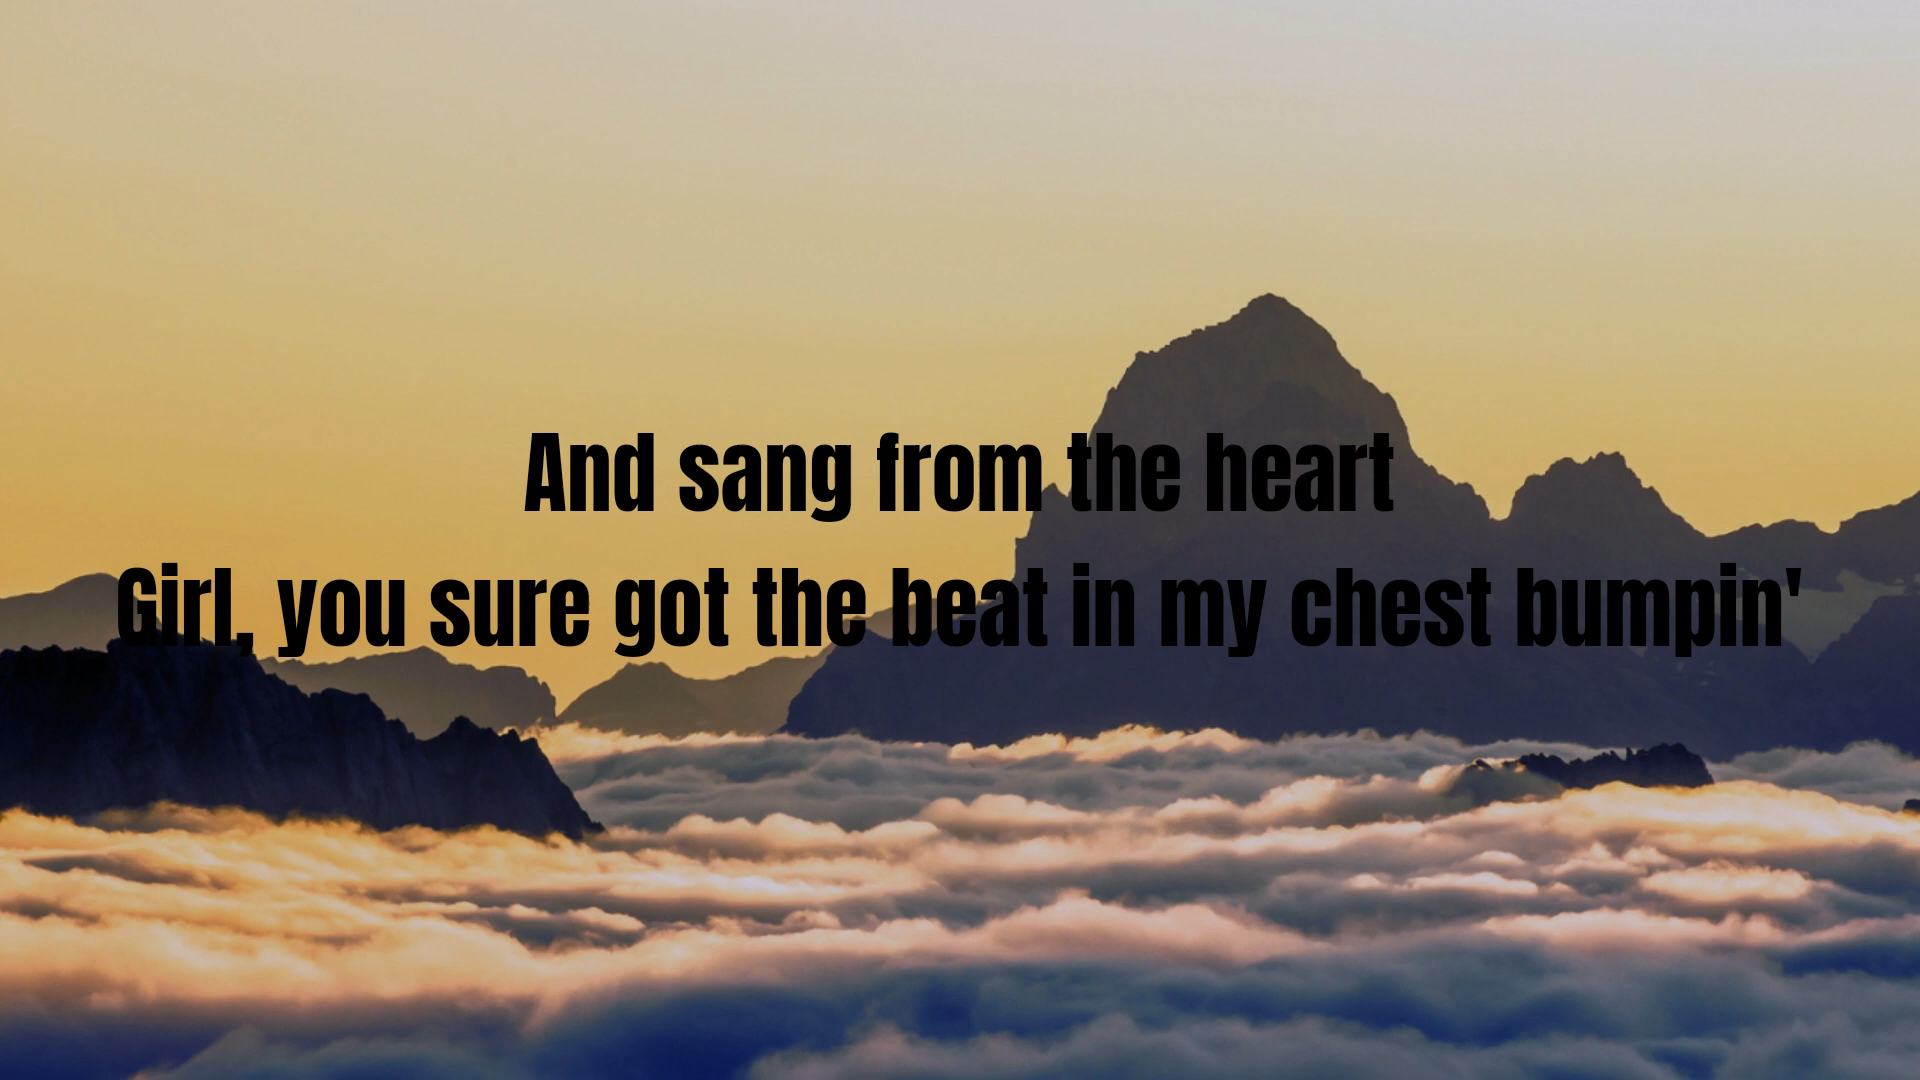 And sang from the heart
Girl, you sure got the beat in my chest bumpin'